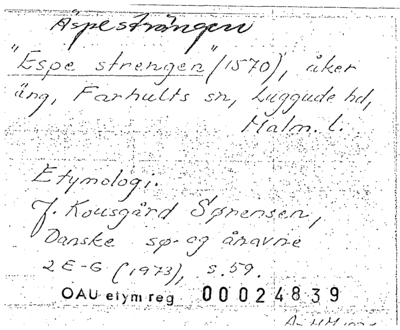 Äspesträngen
"Espe strengen" (1570), åker
äng, Farhults sn, Luggude hd,
Malm. l.
Etymologi.
J. Kousgård Sørensen,
Danske sø- og ånavne
2 E-G (1973), s. 59.
OAU etym reg 00024839